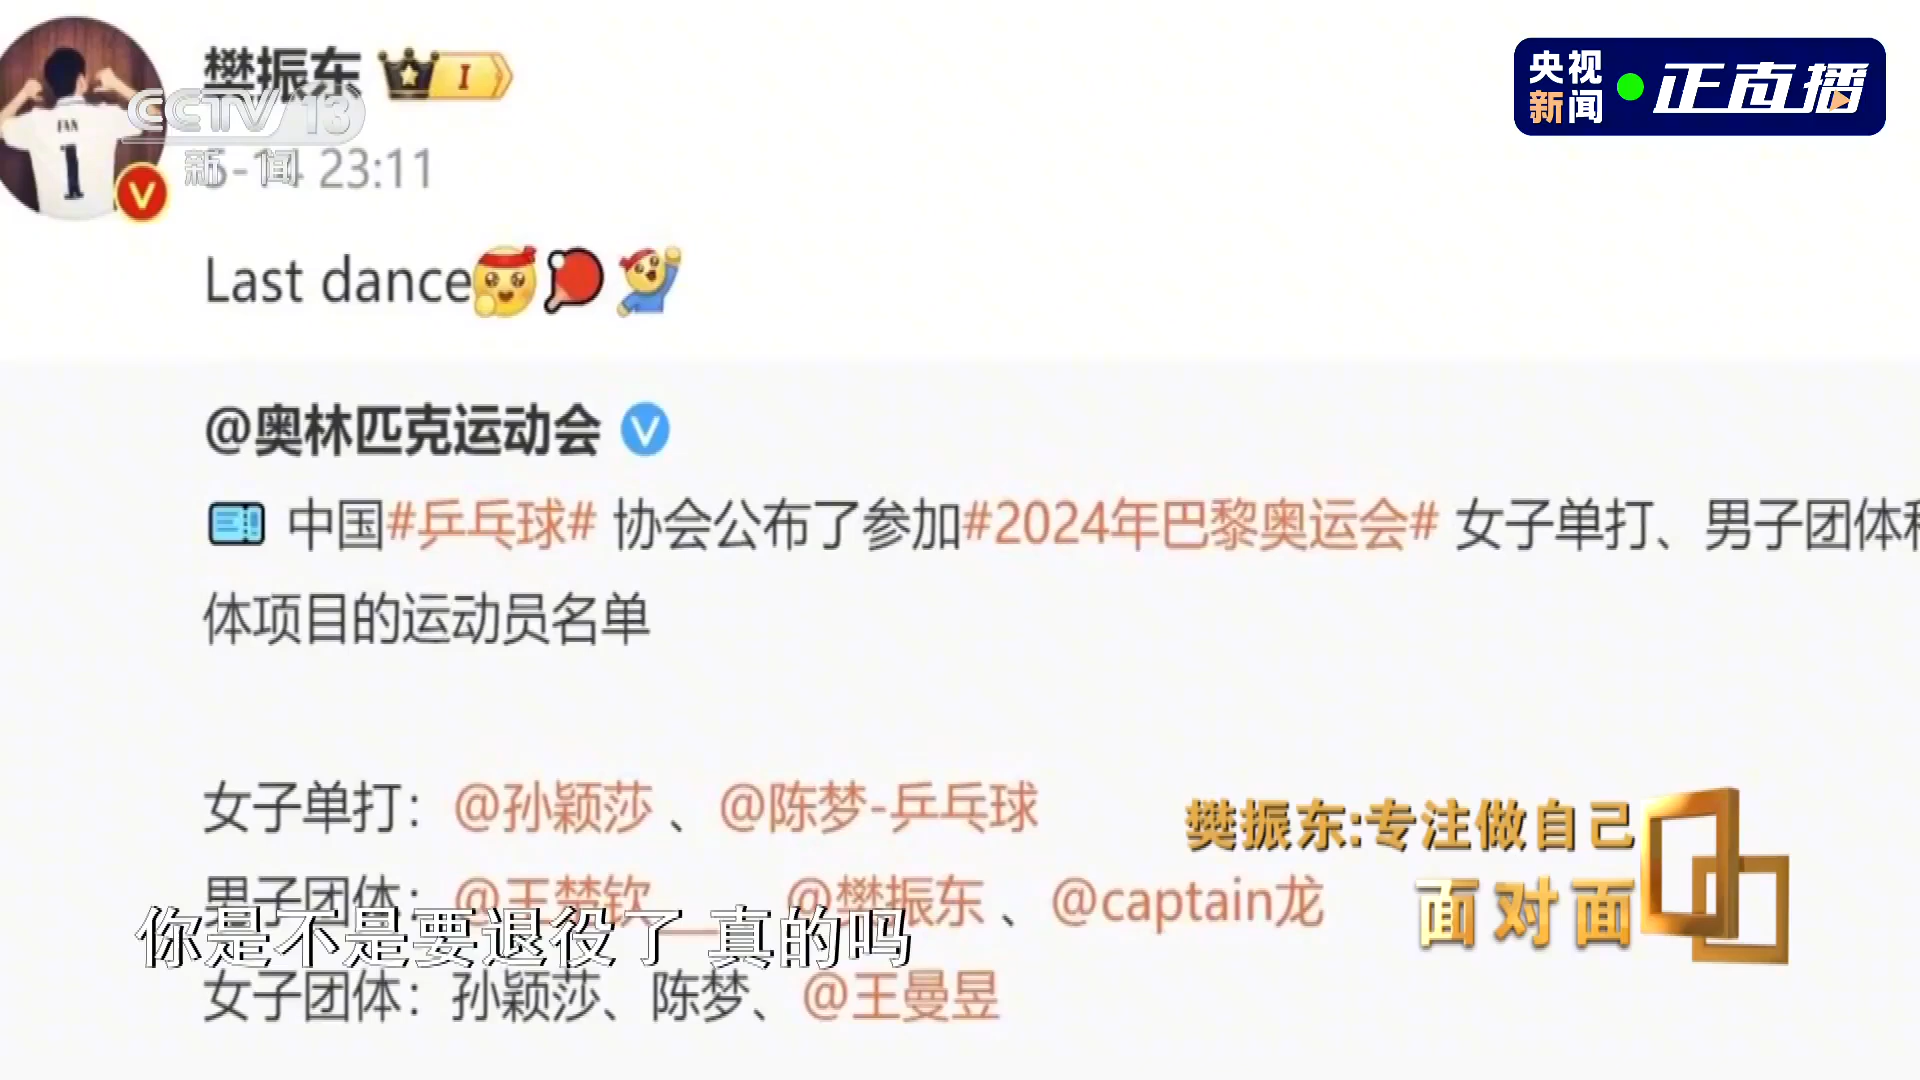 樊振东 I
CCTV 13
新闻
央视新闻 正直播
FAN
1
23:11
Last dance
@奥林匹克运动会
中国#乒乓球# 协会公布了参加#2024年巴黎奥运会# 女子单打、男子团体
体项目的运动员名单
女子单打：@孙颖莎 、@陈梦-乒乓球
樊振东:专注做自己
男子团体：@王楚钦 @樊振东 、@captain龙
面对面
你是不是要退役了 真的吗
女子团体：孙颖莎、陈梦、@王曼昱